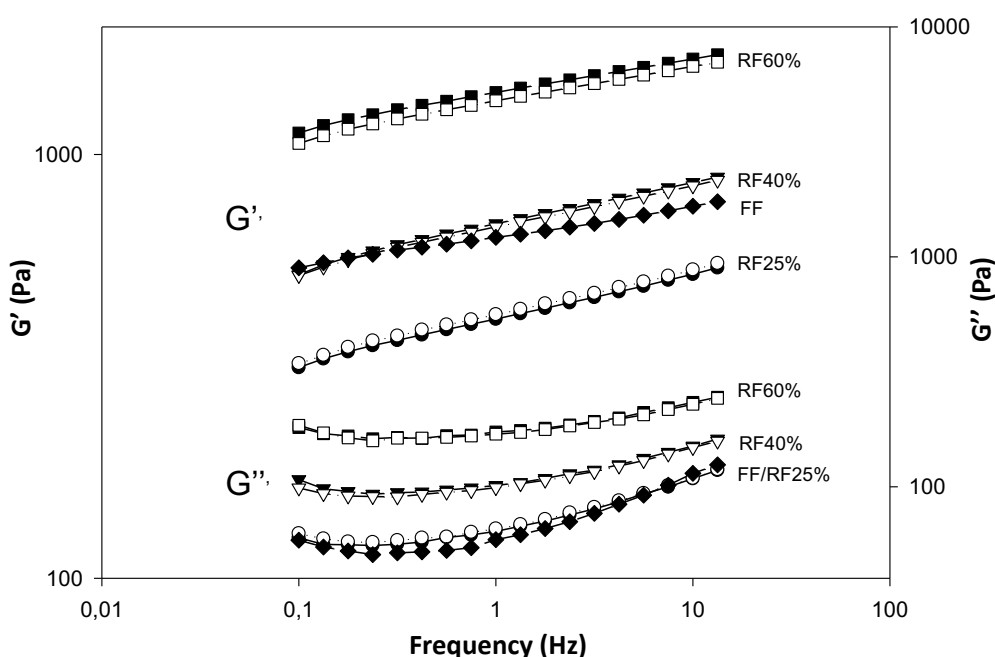 10000
RF60%
1000
RF40%
G',
FF
1000
RF25%
G' (Pa)
G'' (Pa)
RF60%
RF40%
G'',
FF/RF25%
100
100
0,01
0,1
1
10
100
Frequency (Hz)